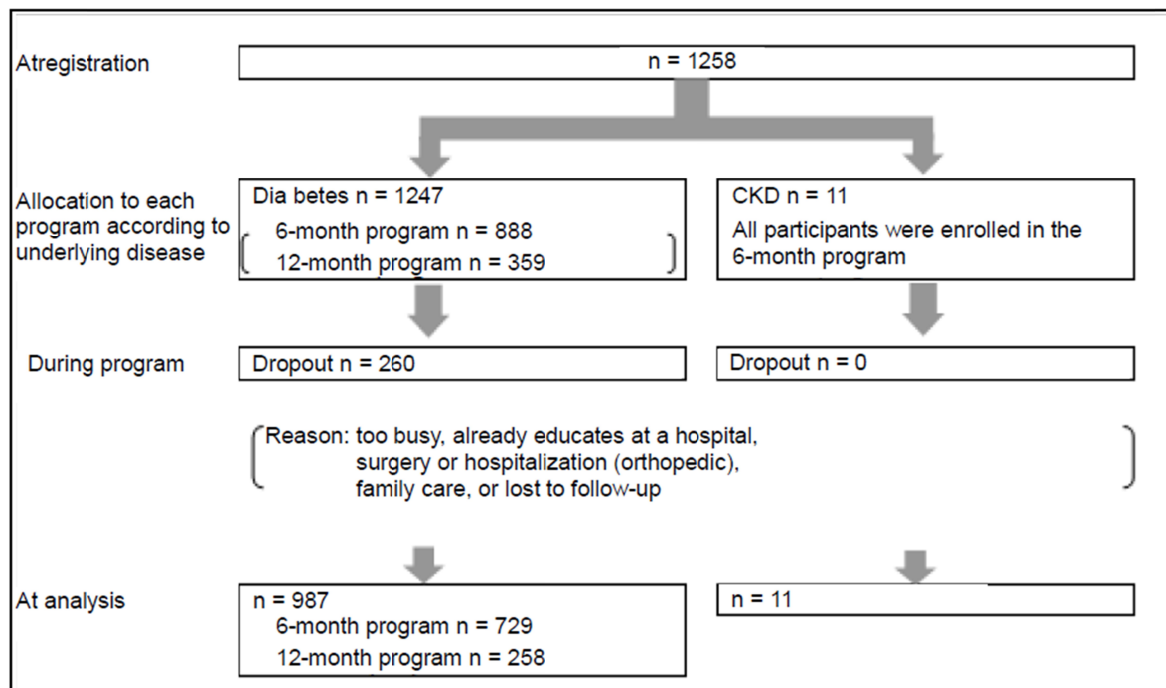 Atregistration
n = 1258
Allocation to each
program according to
underlying disease
Dia betes n = 1247
6-month program n = 888
12-month program n = 359
CKD n = 11
All participants were enrolled in the
6-month program
During program
Dropout n = 260
Dropout n = 0
Reason: too busy, already educates at a hospital,
surgery or hospitalization (orthopedic),
family care, or lost to follow-up
At analysis
n = 987
6-month program n = 729
12-month program n = 258
n = 11